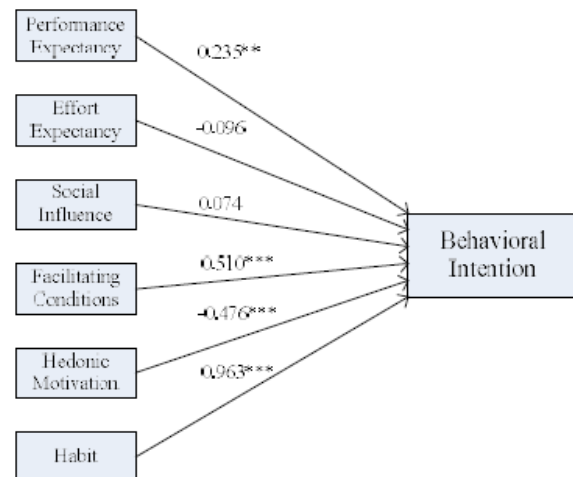 Performance
Expectancy
0.235**
Effort
Expectancy
-0.096
Social
Influence
0.074
Facilitating
Conditions
0.510***
Hedonic
Motivation
-0.476***
Habit
0.963***
Behavioral
Intention